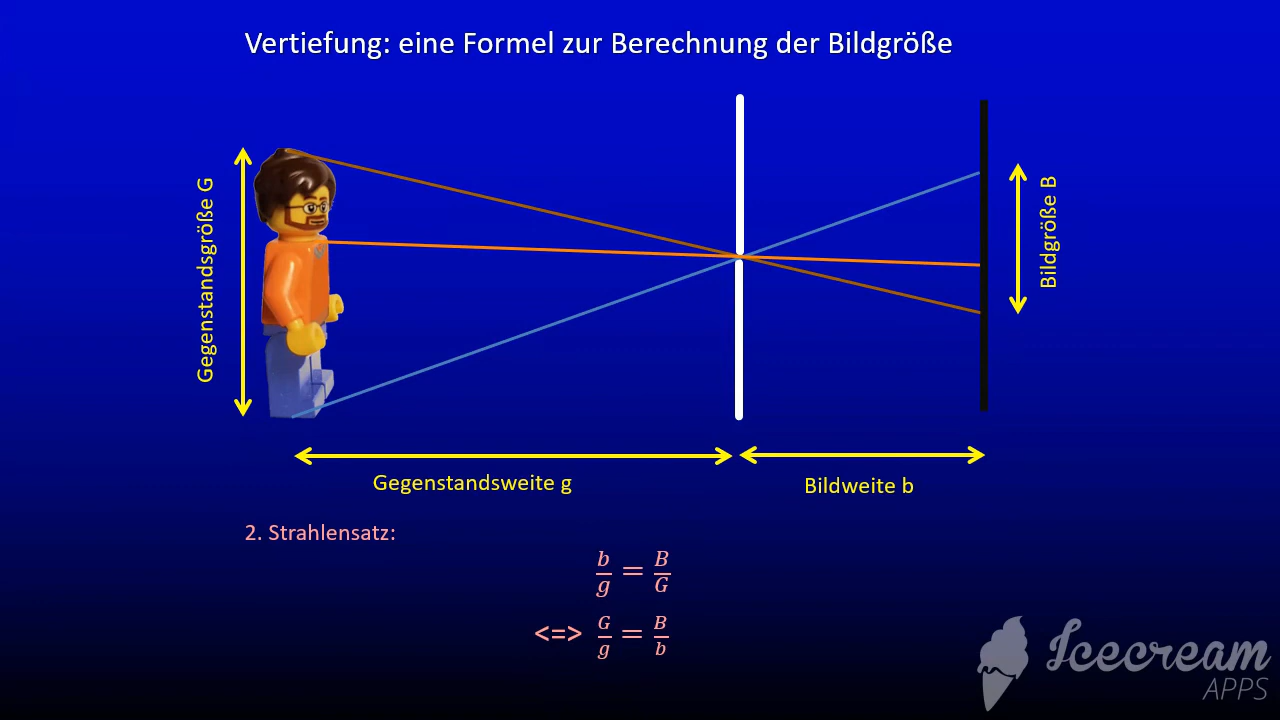 Vertiefung: eine Formel zur Berechnung der Bildgröße
Gegenstandsgröße G
Bildgröße B
Gegenstandsweite g
Bildweite b
2. Strahlensatz:
b/g = B/G
<=> G/g = B/b
Icecream
APPS